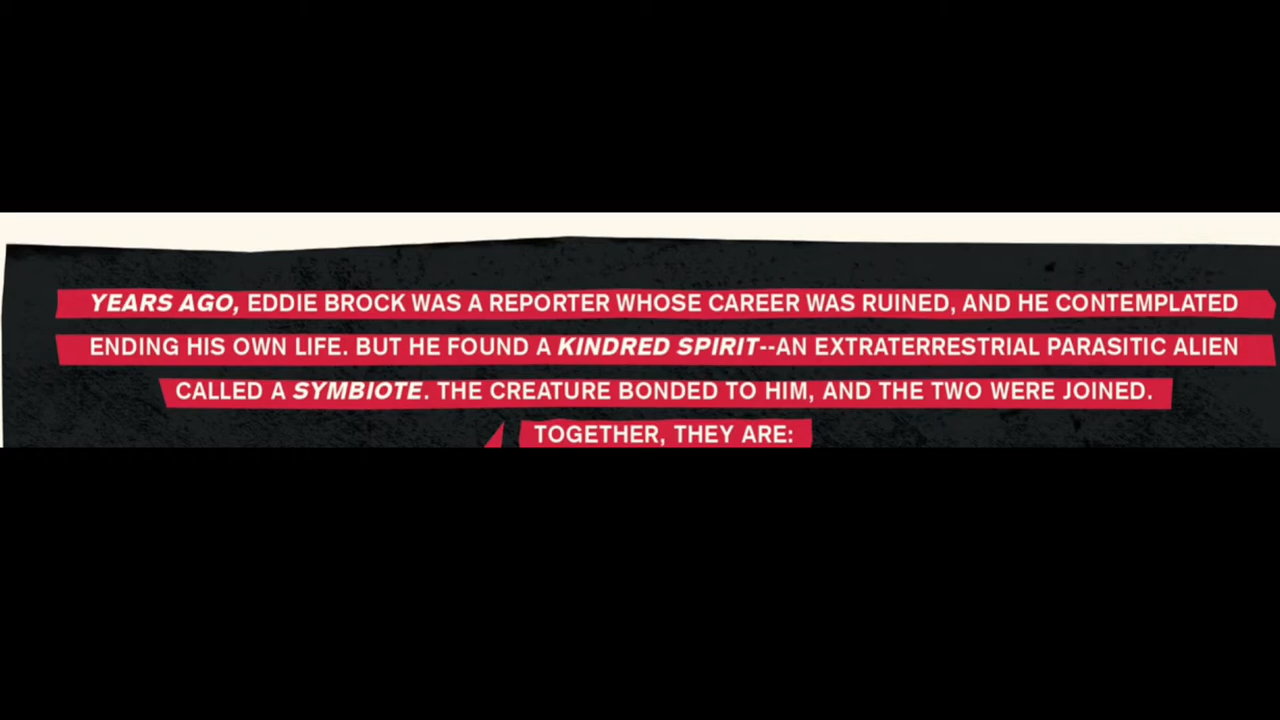 YEARS AGO, EDDIE BROCK WAS A REPORTER WHOSE CAREER WAS RUINED, AND HE CONTEMPLATED
ENDING HIS OWN LIFE. BUT HE FOUND A KINDRED SPIRIT--AN EXTRATERRESTRIAL PARASITIC ALIEN
CALLED A SYMBIOTE. THE CREATURE BONDED TO HIM, AND THE TWO WERE JOINED.
TOGETHER, THEY ARE: